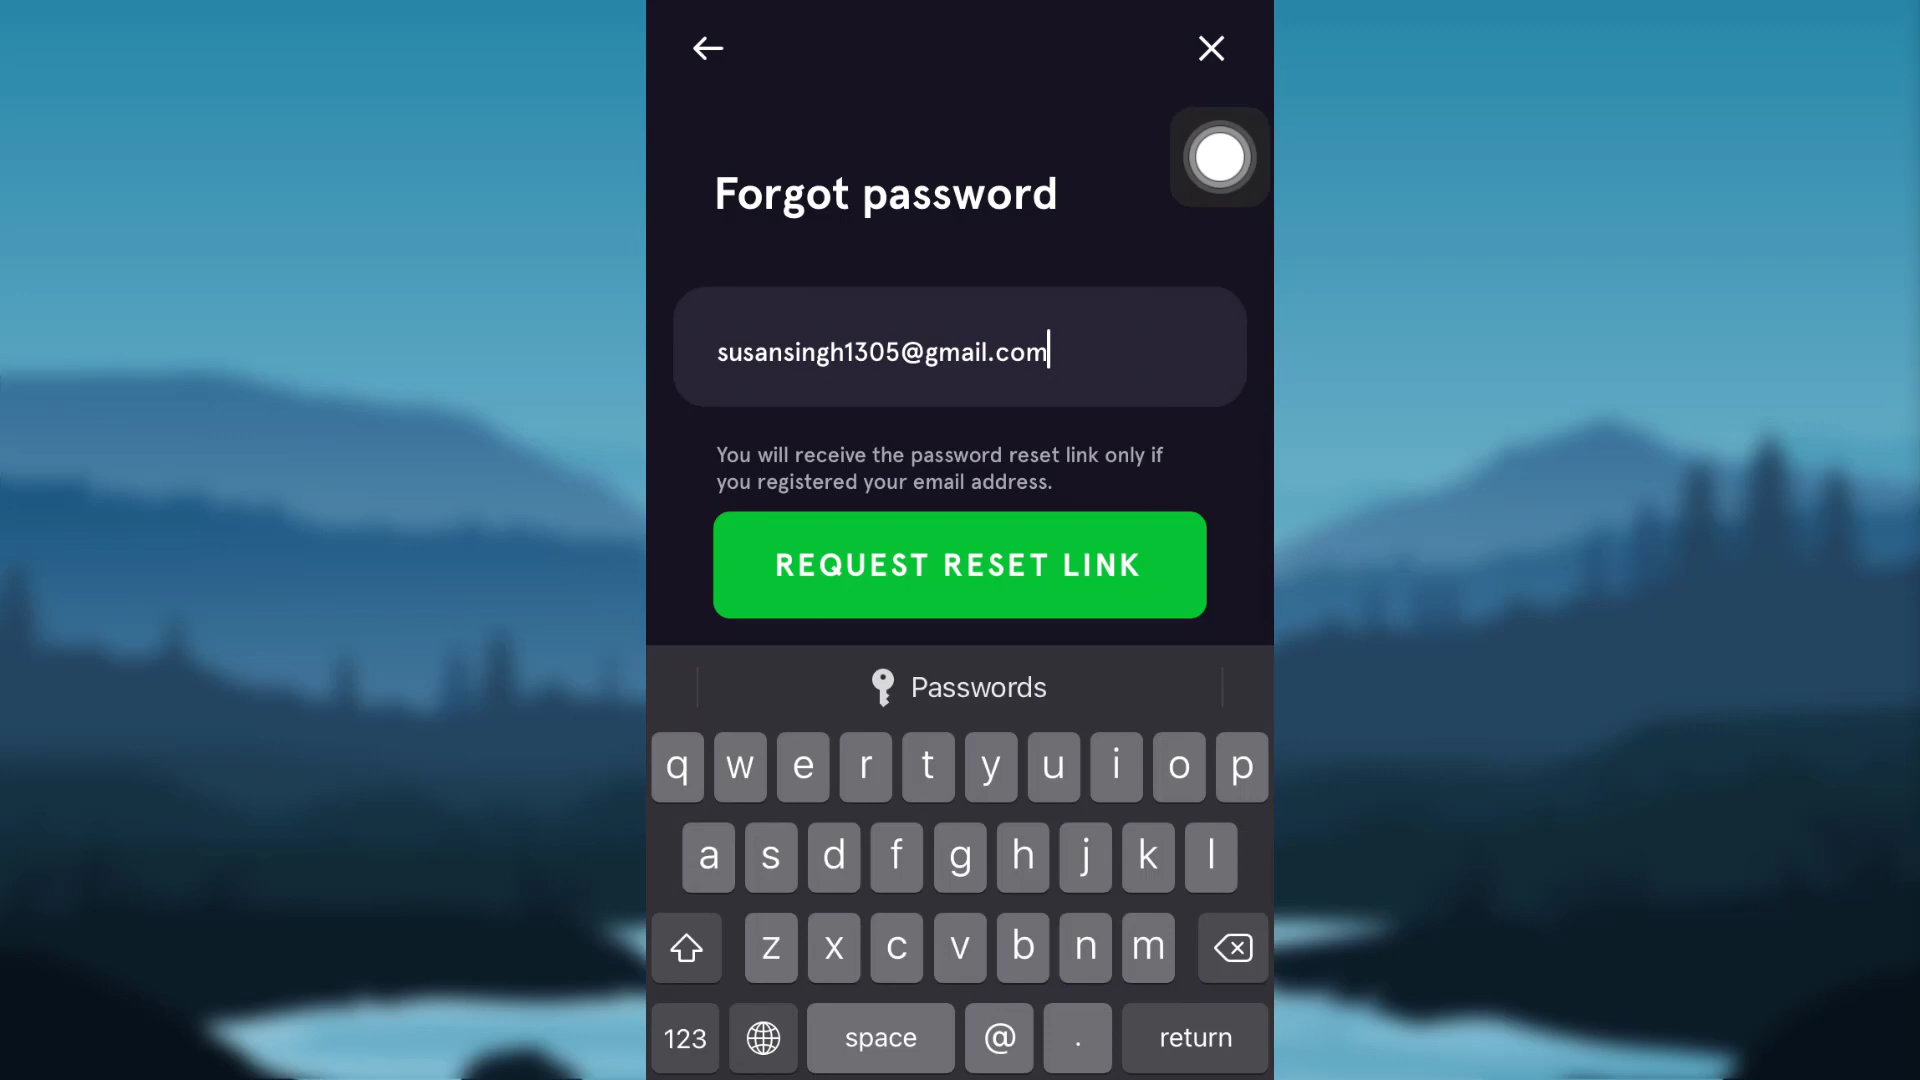 Forgot password
susansingh1305@gmail.com
You will receive the password reset link only if
you registered your email address.
REQUEST RESET LINK
Passwords
q w e r t y u i o p
a s d f g h j k l
z x c v b n m
123 space @ . return